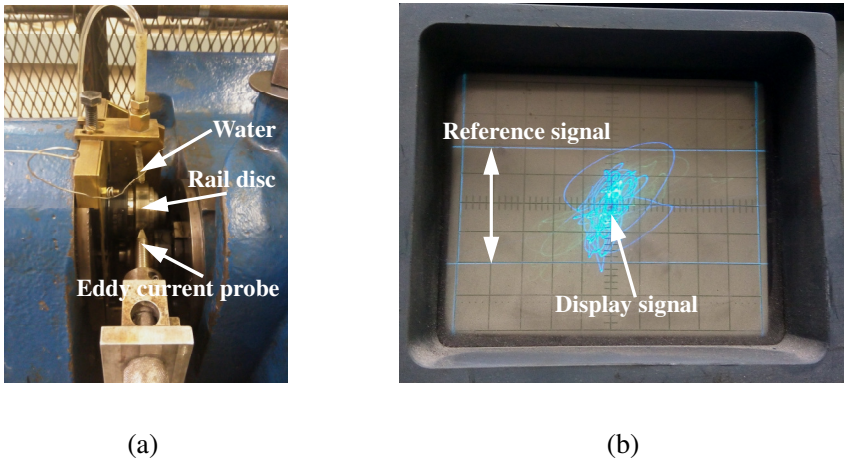 Water
Rail disc
Eddy current probe
(a)
Reference signal
Display signal
(b)